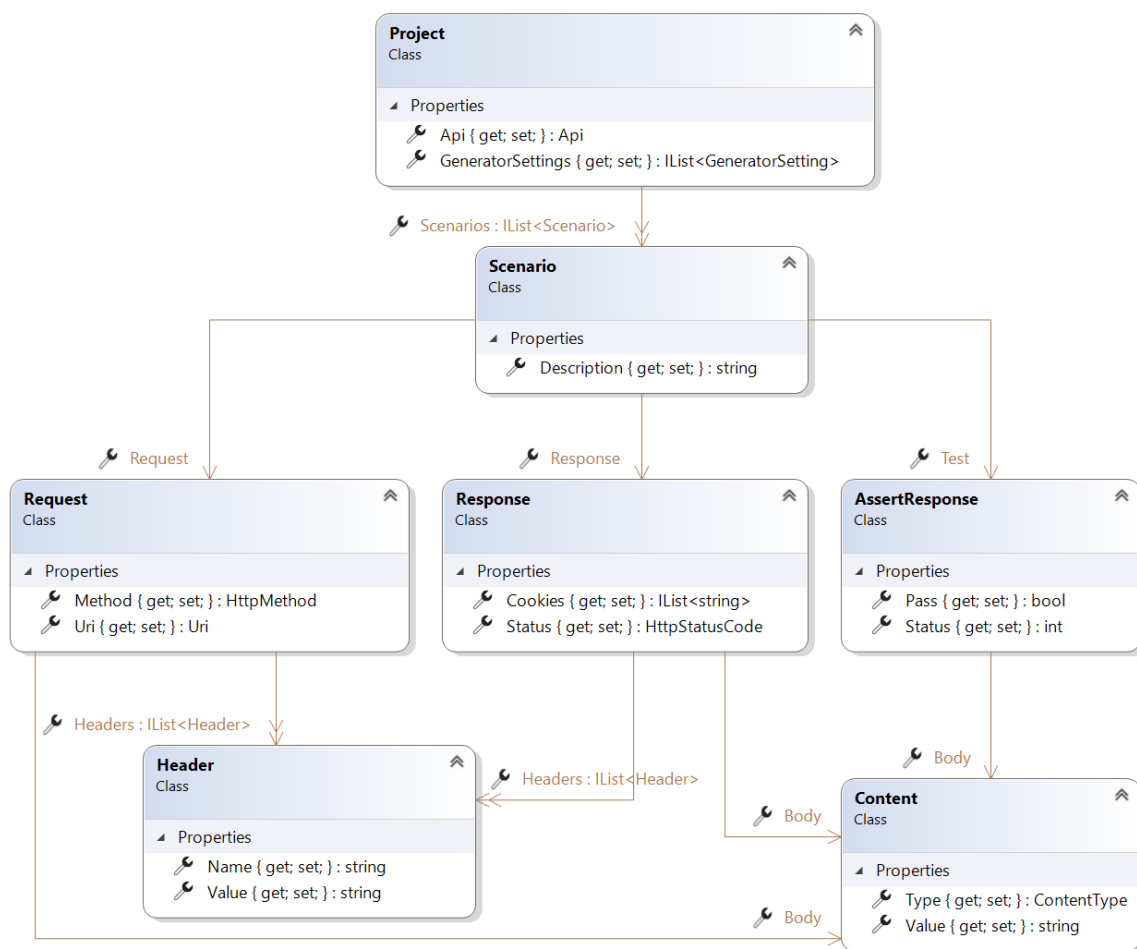 Project
Class
Properties
Api { get; set; } : Api
GeneratorSettings { get; set; } : IList<GeneratorSetting>
Scenarios : IList<Scenario>
Scenario
Class
Properties
Description { get; set; } : string
Request
Response
Test
Request
Class
Properties
Method { get; set; } : HttpMethod
Uri { get; set; } : Uri
Response
Class
Properties
Cookies { get; set; } : IList<string>
Status { get; set; } : HttpStatusCode
AssertResponse
Class
Properties
Pass { get; set; } : bool
Status { get; set; } : int
Headers : IList<Header>
Headers : IList<Header>
Body
Body
Body
Header
Class
Properties
Name { get; set; } : string
Value { get; set; } : string
Content
Class
Properties
Type { get; set; } : ContentType
Value { get; set; } : string